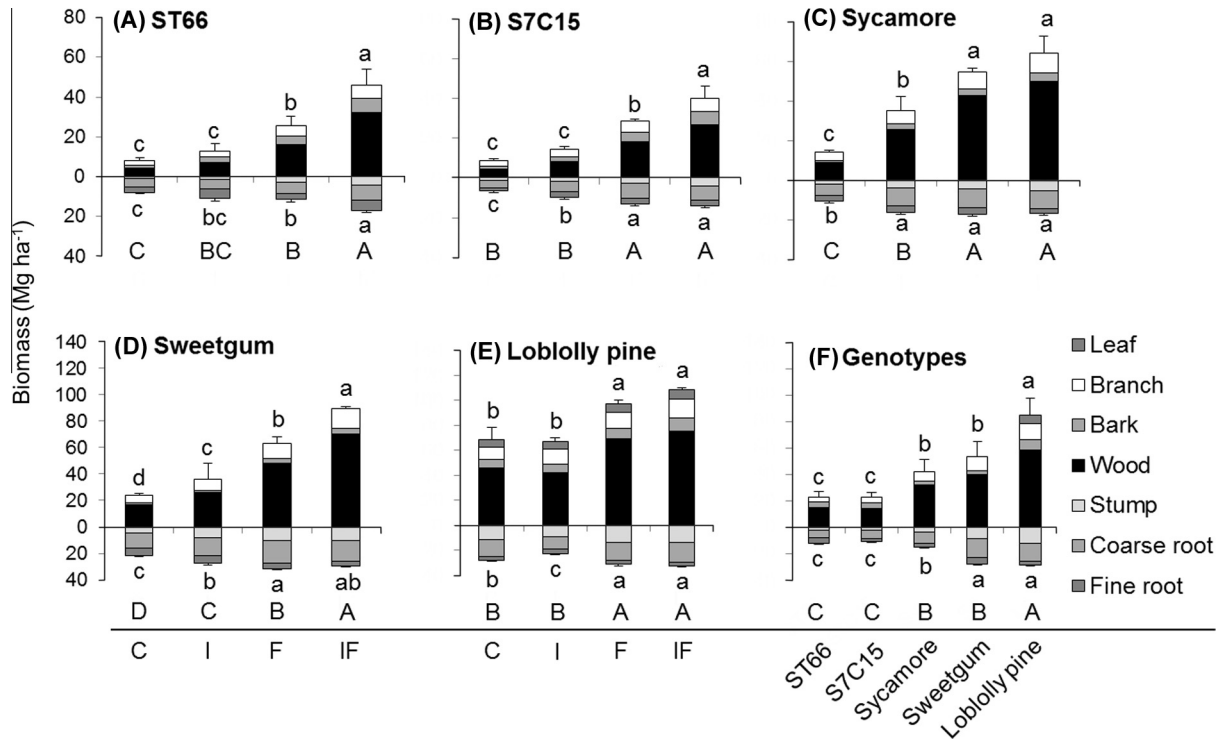 (A) ST66
(B) S7C15
(C) Sycamore
80
60
40
20
0
20
40
c c b a
c bc b a
C BC B A
c c b a
c b a a
B B A A
c b a a
b a a a
C B A A
Biomass (Mg ha-1)
(D) Sweetgum
(E) Loblolly pine
(F) Genotypes
140
120
100
80
60
40
20
0
20
40
d c b a
c b a ab
D C B A
C I F IF
b b a a
b c a a
B B A A
C I F IF
c c b b a
c c b a a
C C B B A
ST66
S7C15
Sycamore
Sweetgum
Loblolly pine
Leaf
Branch
Bark
Wood
Stump
Coarse root
Fine root